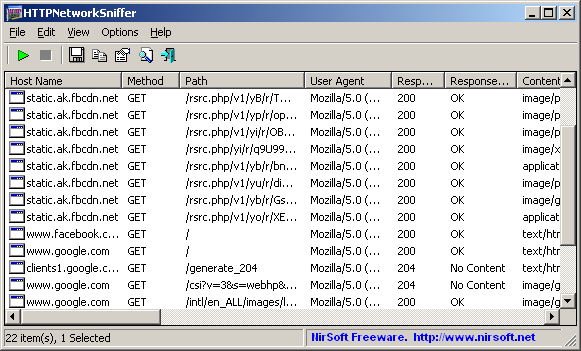 HTTPNetworkSniffer
File Edit View Options Help
Host Name Method Path User Agent Resp... Response... Content
static.ak.fbcdn.net GET /rsrc.php/v1/yB/r/T... Mozilla/5.0 (... 200 OK image/p
static.ak.fbcdn.net GET /rsrc.php/v1/yP/r/op... Mozilla/5.0 (... 200 OK image/p
static.ak.fbcdn.net GET /rsrc.php/v1/yi/r/OB... Mozilla/5.0 (... 200 OK image/p
static.ak.fbcdn.net GET /rsrc.php/yi/r/q9U99... Mozilla/5.0 (... 200 OK image/x
static.ak.fbcdn.net GET /rsrc.php/v1/yb/r/bn... Mozilla/5.0 (... 200 OK applicat
static.ak.fbcdn.net GET /rsrc.php/v1/yu/r/di... Mozilla/5.0 (... 200 OK image/p
static.ak.fbcdn.net GET /rsrc.php/v1/yb/r/Gs... Mozilla/5.0 (... 200 OK image/p
static.ak.fbcdn.net GET /rsrc.php/v1/yo/r/XE... Mozilla/5.0 (... 200 OK applicat
www.facebook.c... GET / Mozilla/5.0 (... 200 OK text/htr
www.google.com GET / Mozilla/5.0 (... 200 OK text/htr
clients1.google.c... GET /generate_204 Mozilla/5.0 (... 204 No Content text/htr
www.google.com GET /csi?v=3&s=webhp&... Mozilla/5.0 (... 204 No Content image/g
www.google.com GET /intl/en_ALL/images/l... Mozilla/5.0 (... 200 OK image/g
22 item(s), 1 Selected NirSoft Freeware. http://www.nirsoft.net